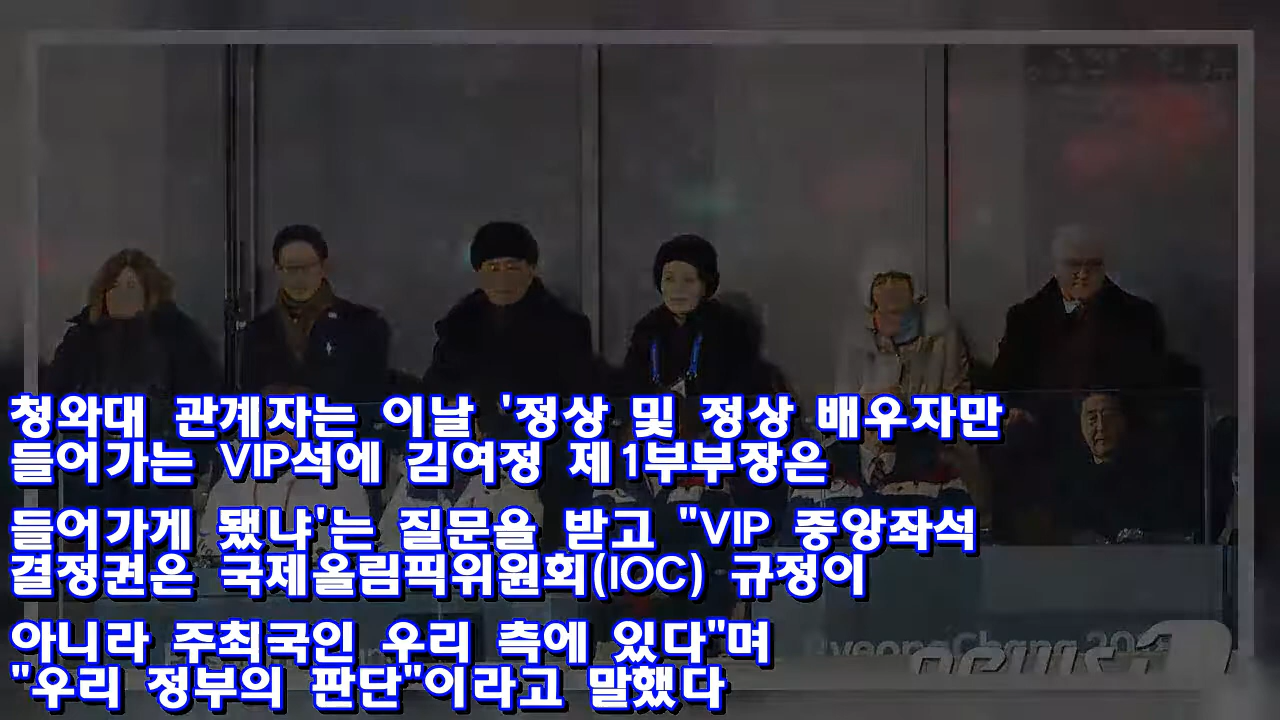 청와대 관계자는 이날 '정상 및 정상 배우자만
들어가는 VIP석에 김여정 제1부부장은
들어가게 됐냐'는 질문을 받고 "VIP 중앙좌석
결정권은 국제올림픽위원회(IOC) 규정이
아니라 주최국인 우리 측에 있다"며
"우리 정부의 판단"이라고 말했다
PyeongChang 201
news1